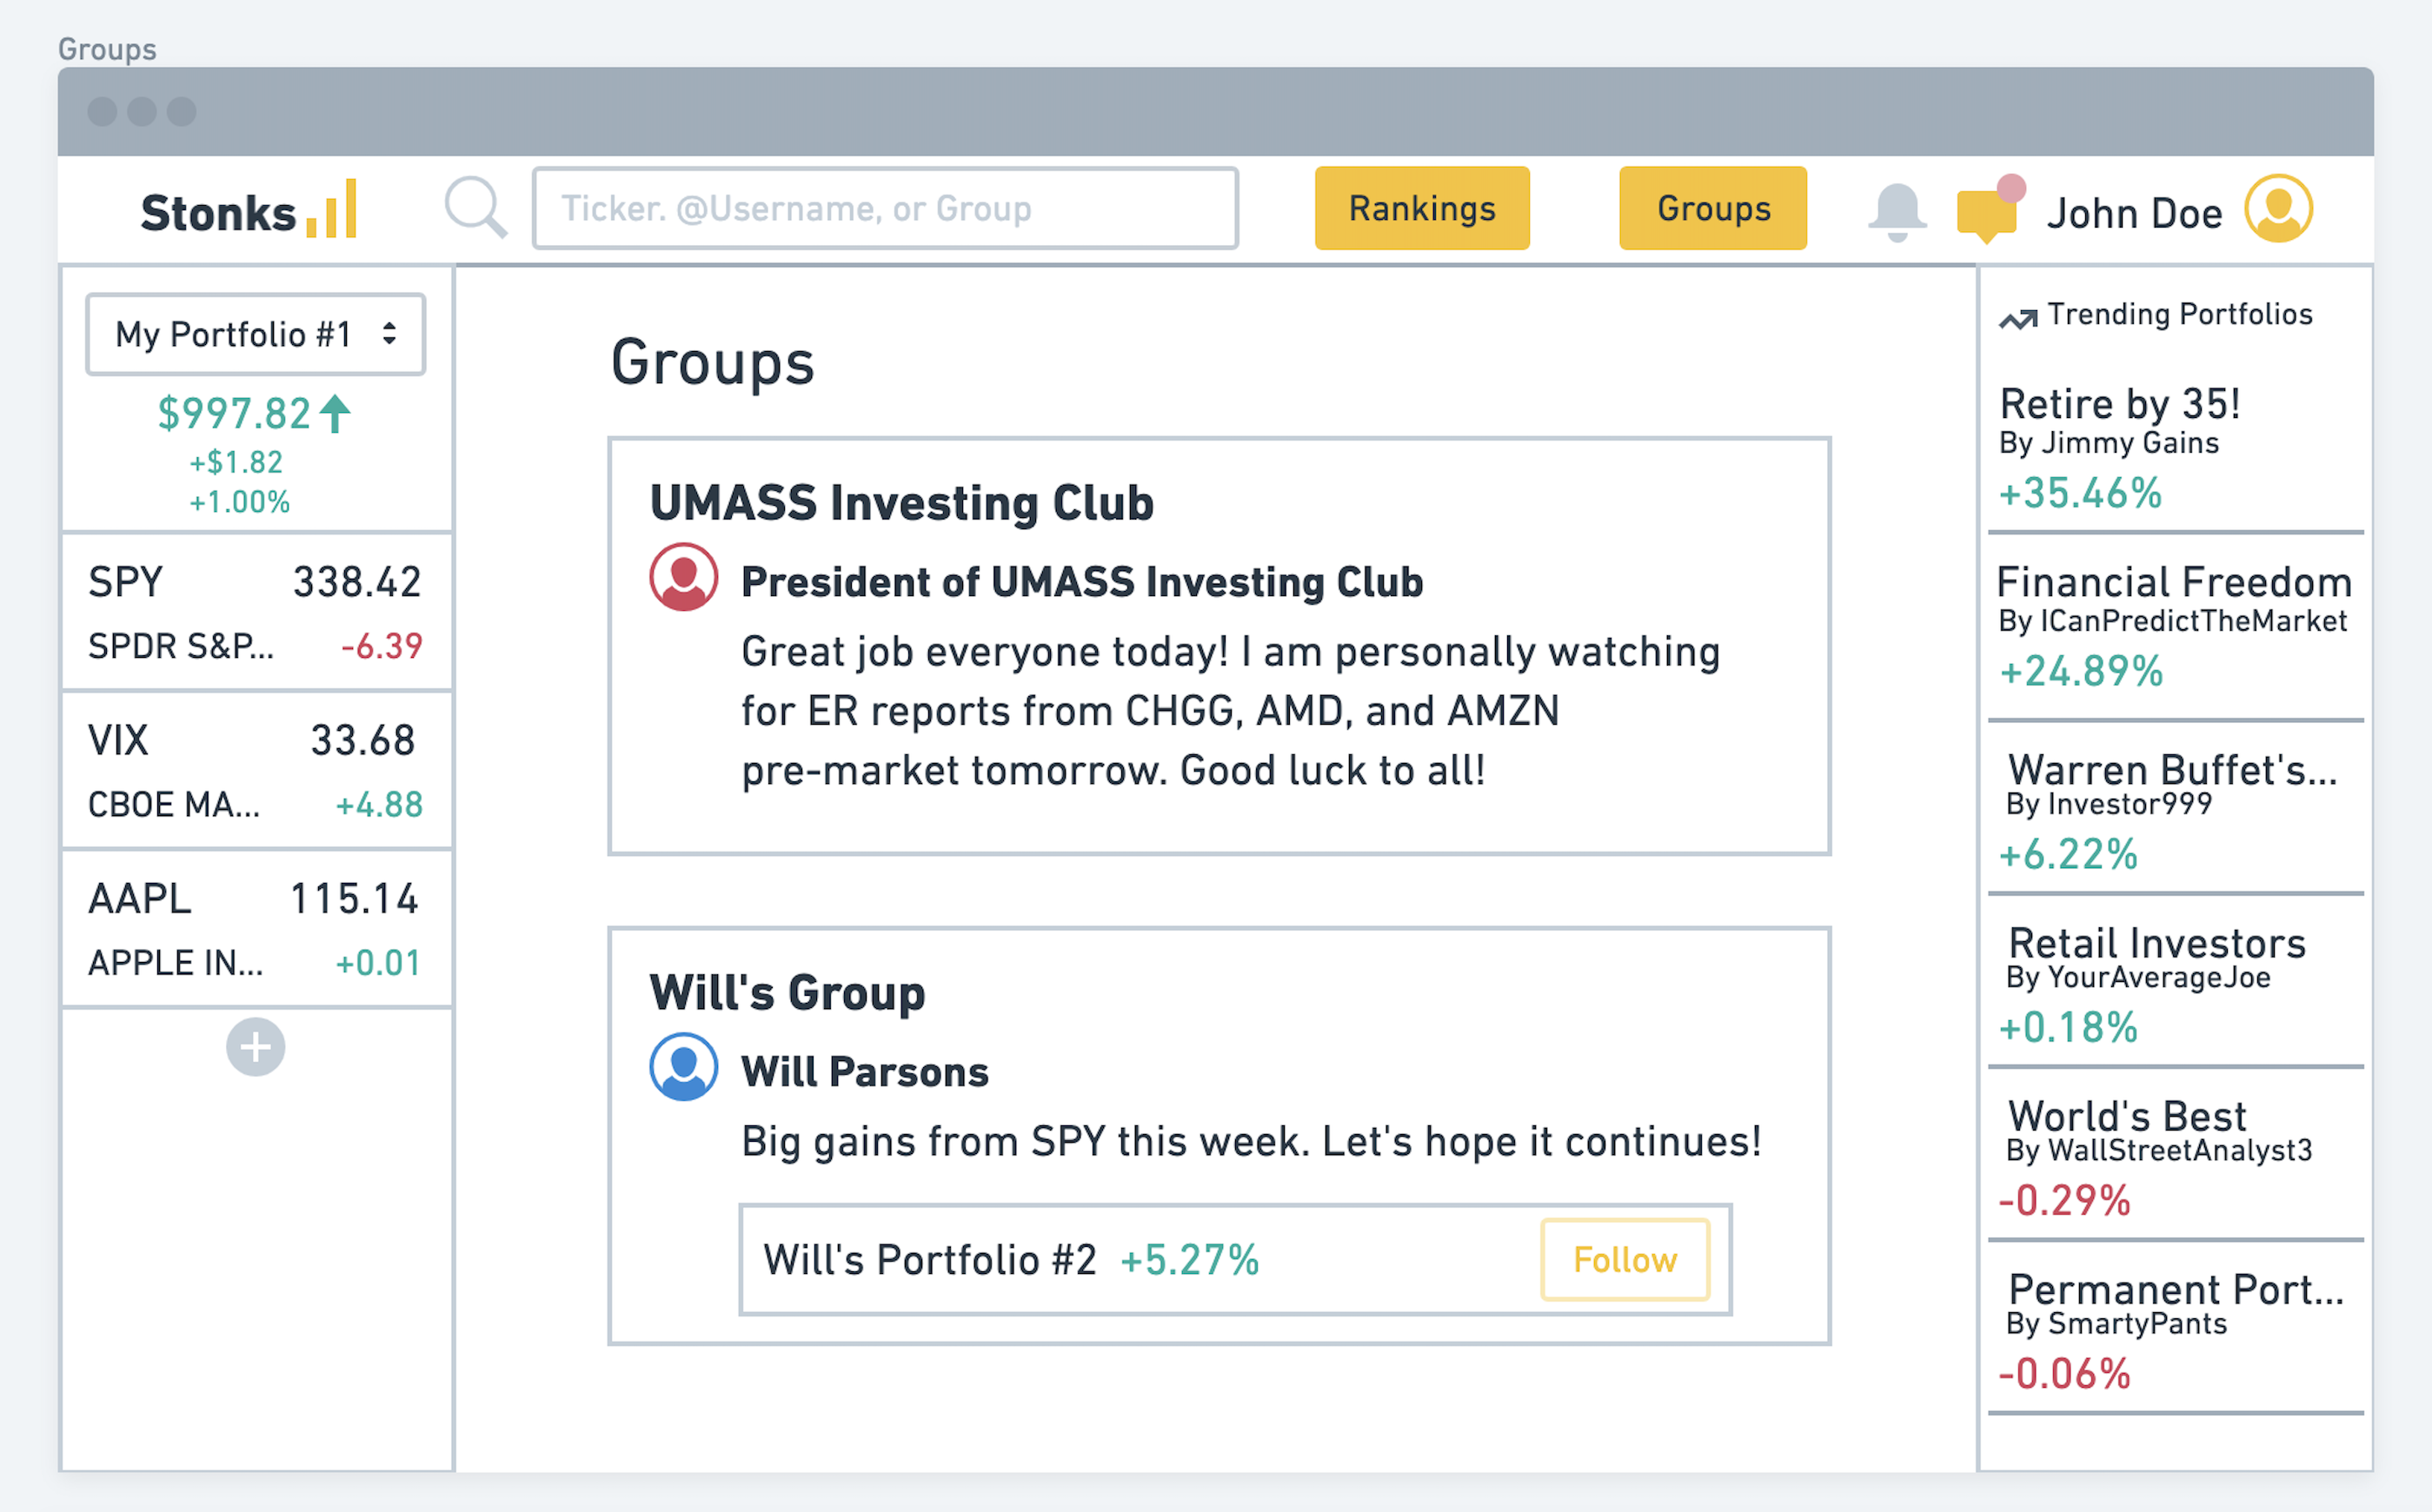 Groups
Stonks
Ticker. @Username, or Group
Rankings
Groups
John Doe
My Portfolio #1
$997.82
+$1.82
+1.00%
SPY 338.42
SPDR S&P... -6.39
VIX 33.68
CBOE MA... +4.88
AAPL 115.14
APPLE IN... +0.01
Groups
UMASS Investing Club
President of UMASS Investing Club
Great job everyone today! I am personally watching
for ER reports from CHGG, AMD, and AMZN
pre-market tomorrow. Good luck to all!
Will's Group
Will Parsons
Big gains from SPY this week. Let's hope it continues!
Will's Portfolio #2 +5.27% Follow
Trending Portfolios
Retire by 35!
By Jimmy Gains
+35.46%
Financial Freedom
By ICanPredictTheMarket
+24.89%
Warren Buffet's...
By Investor999
+6.22%
Retail Investors
By YourAverageJoe
+0.18%
World's Best
By WallStreetAnalyst3
-0.29%
Permanent Port...
By SmartyPants
-0.06%